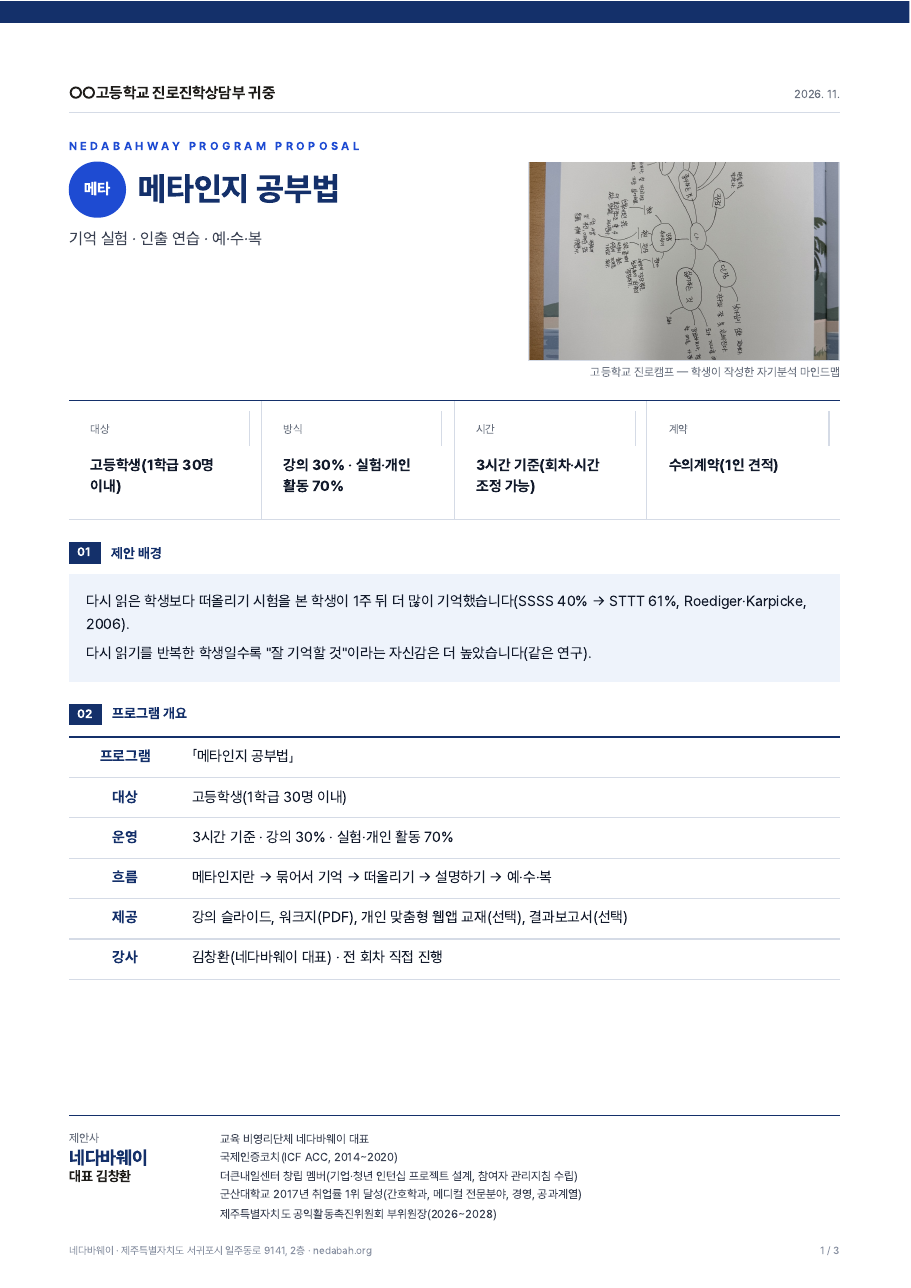 ○○고등학교 진로진학상담부 귀중
2026. 11.
NEDABAHWAY PROGRAM PROPOSAL
메타
메타인지 공부법
기억 실험 · 인출 연습 · 예·수·복
고등학교 진로캠프 — 학생이 작성한 자기분석 마인드맵
대상
고등학생(1학급 30명
이내)
방식
강의 30% · 실험·개인
활동 70%
시간
3시간 기준(회차·시간
조정 가능)
계약
수의계약(1인 견적)
01 제안 배경
다시 읽은 학생보다 떠올리기 시험을 본 학생이 1주 뒤 더 많이 기억했습니다(SSSS 40% → STTT 61%, Roediger·Karpicke,
2006).
다시 읽기를 반복한 학생일수록 "잘 기억할 것"이라는 자신감은 더 높았습니다(같은 연구).
02 프로그램 개요
프로그램 「메타인지 공부법」
대상 고등학생(1학급 30명 이내)
운영 3시간 기준 · 강의 30% · 실험·개인 활동 70%
흐름 메타인지란 → 묶어서 기억 → 떠올리기 → 설명하기 → 예·수·복
제공 강의 슬라이드, 워크지(PDF), 개인 맞춤형 웹앱 교재(선택), 결과보고서(선택)
강사 김창환(네다바웨이 대표) · 전 회차 직접 진행
제안사
네다바웨이
대표 김창환
교육 비영리단체 네다바웨이 대표
국제인증코치(ICF ACC, 2014~2020)
더큰내일센터 창립 멤버(기업·청년 인턴십 프로젝트 설계, 참여자 관리지침 수립)
군산대학교 2017년 취업률 1위 달성(간호학과, 메디컬 전문분야, 경영, 공과계열)
제주특별자치도 공익활동촉진위원회 부위원장(2026~2028)
네다바웨이 · 제주특별자치도 서귀포시 일주동로 9141, 2층 · nedabah.org
1 / 3